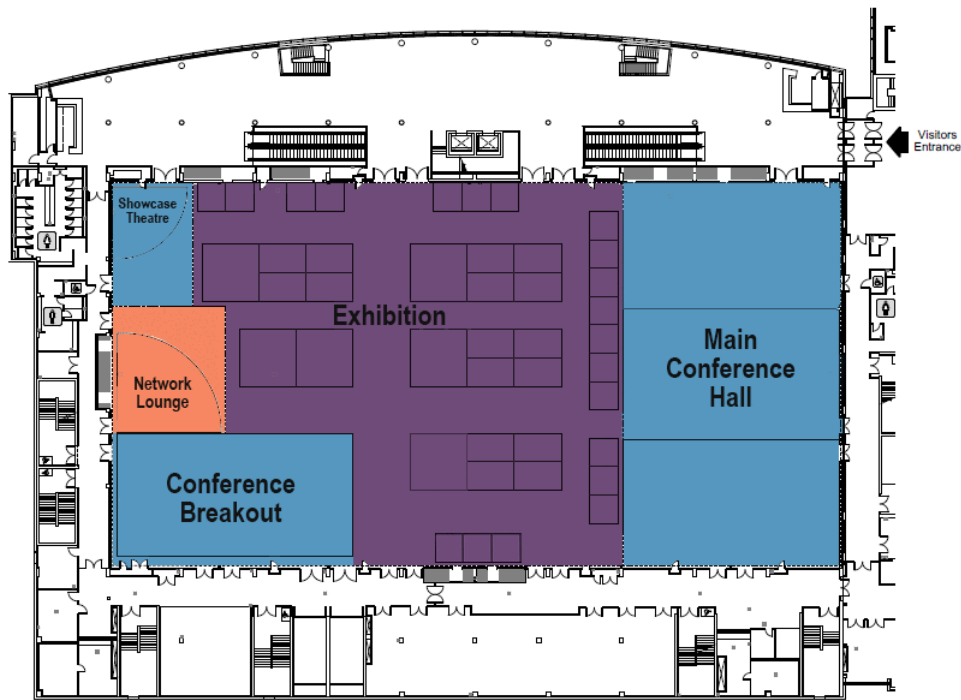 Visitors
Entrance
Showcase
Theatre
Exhibition
Main
Conference
Hall
Network
Lounge
Conference
Breakout